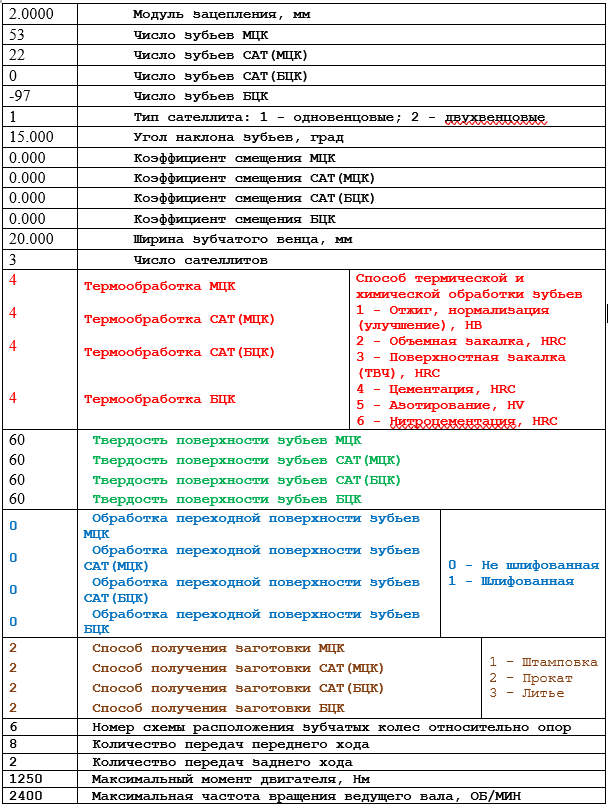 2.0000 Модуль зацепления, мм
53 Число зубьев МЦК
22 Число зубьев САТ(МЦК)
0 Число зубьев САТ(БЦК)
-97 Число зубьев БЦК
1 Тип сателлита: 1 - одновенцовые; 2 - двухвенцовые
15.000 Угол наклона зубьев, град
0.000 Коэффициент смещения МЦК
0.000 Коэффициент смещения САТ(МЦК)
0.000 Коэффициент смещения САТ(БЦК)
0.000 Коэффициент смещения БЦК
20.000 Ширина зубчатого венца, мм
3 Число сателлитов
4 Термообработка МЦК
4 Термообработка САТ(МЦК)
4 Термообработка САТ(БЦК)
4 Термообработка БЦК
Способ термической и
химической обработки зубьев
1 - Отжиг, нормализация
(улучшение), HB
2 - Объемная закалка, HRC
3 - Поверхностная закалка
(ТВЧ), HRC
4 - Цементация, HRC
5 - Азотирование, HV
6 - Нитроцементация, HRC
60 Твердость поверхности зубьев МЦК
60 Твердость поверхности зубьев САТ(МЦК)
60 Твердость поверхности зубьев САТ(БЦК)
60 Твердость поверхности зубьев БЦК
0 Обработка переходной поверхности зубьев
МЦК
0 Обработка переходной поверхности зубьев
САТ(МЦК)
0 Обработка переходной поверхности зубьев
САТ(БЦК)
0 Обработка переходной поверхности зубьев
БЦК
0 - Не шлифованная
1 - Шлифованная
2 Способ получения заготовки МЦК
2 Способ получения заготовки САТ(МЦК)
2 Способ получения заготовки САТ(БЦК)
2 Способ получения заготовки БЦК
1 - Штамповка
2 - Прокат
3 - Литье
6 Номер схемы расположения зубчатых колес относительно опор
8 Количество передач переднего хода
2 Количество передач заднего хода
1250 Максимальный момент двигателя, Нм
2400 Максимальная частота вращения ведущего вала, ОБ/МИН